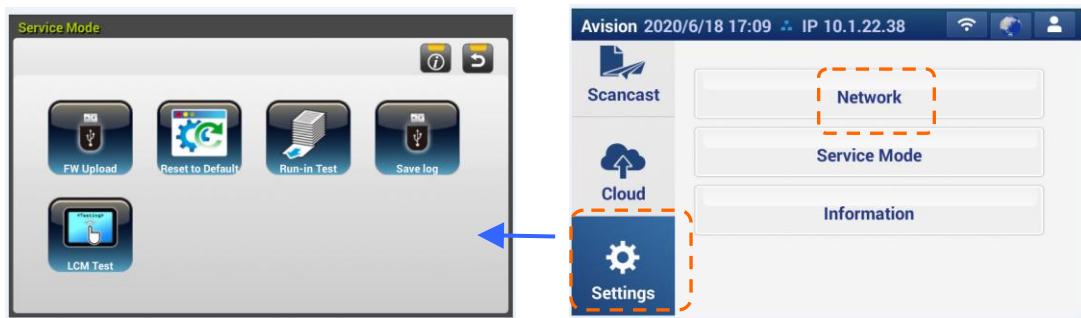 Service Mode
FW Upload
Reset to Default
Run-in Test
Save log
<Testing>
LCM Test
Avision 2020/6/18 17:09 IP 10.1.22.38
Scancast
Network
Service Mode
Cloud
Information
Settings